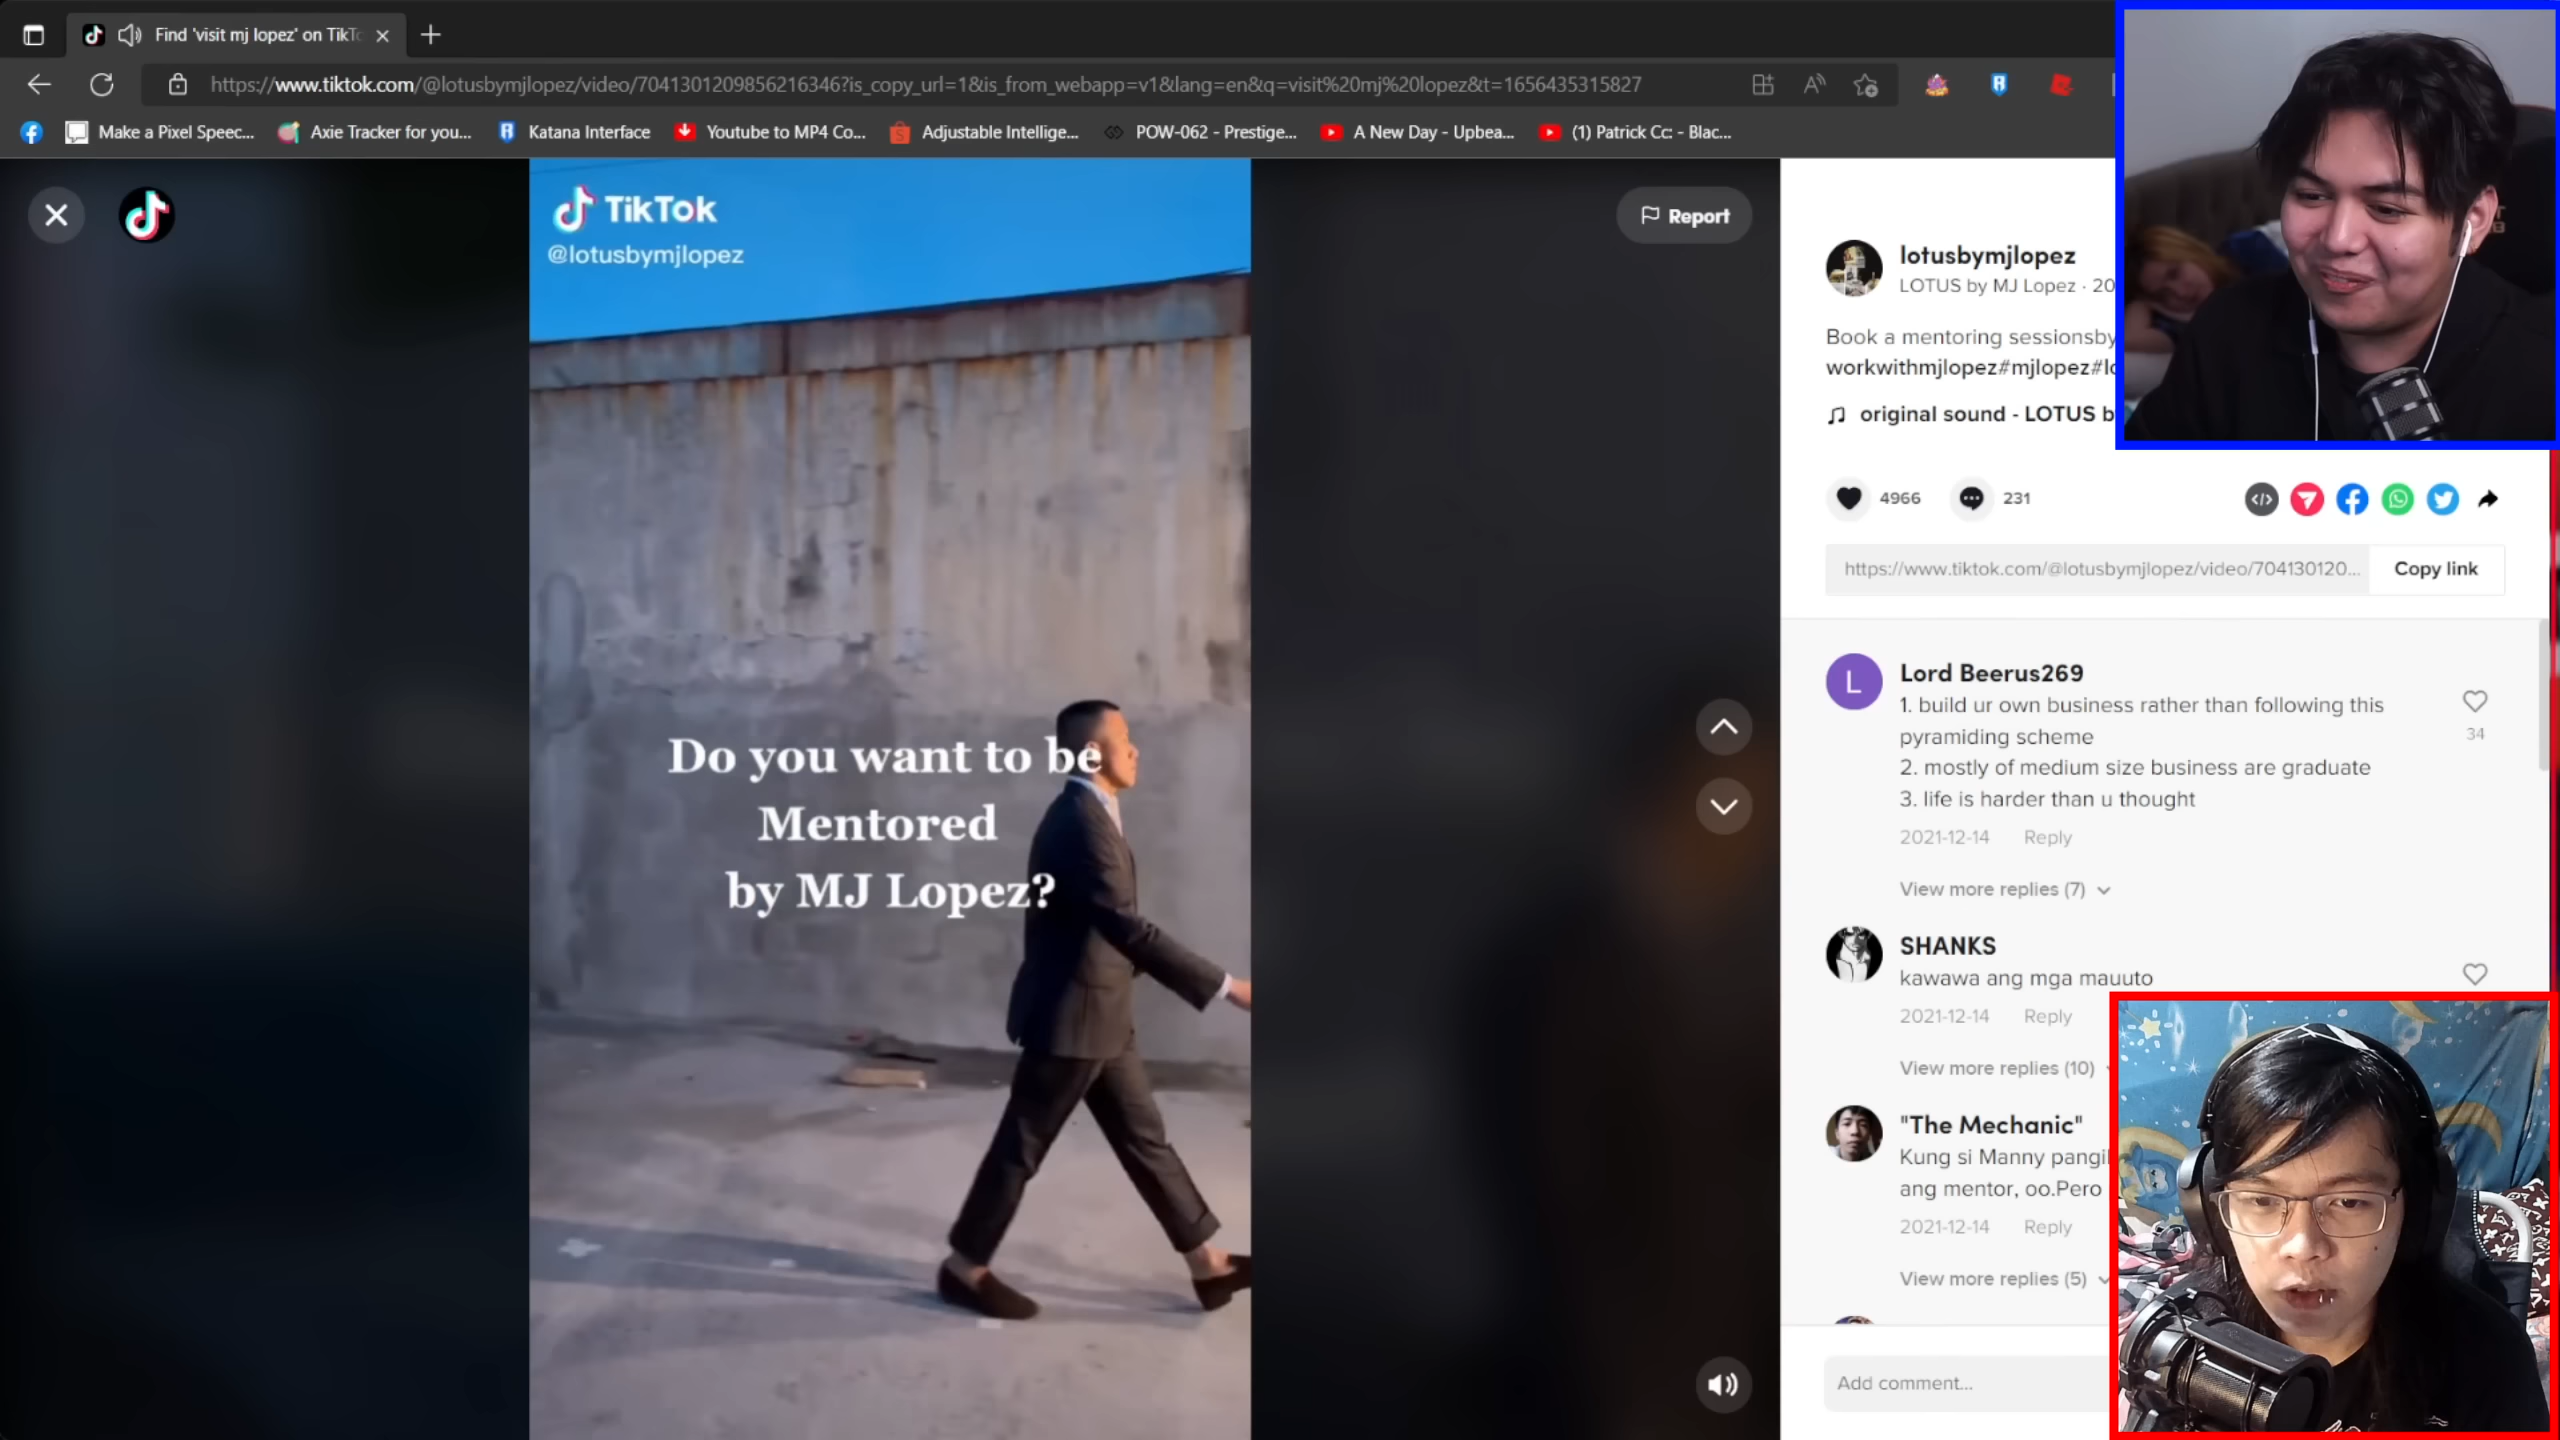 Find 'visit mj lopez' on TikTo
https://www.tiktok.com/@lotusbymjlopez/video/7041301209856216346?is_copy_url=1&is_from_webapp=v1&lang=en&q=visit%20mj%20lopez&t=1656435315827
Make a Pixel Speec...
Axie Tracker for you...
Katana Interface
Youtube to MP4 Co...
Adjustable Intellige...
POW-062 - Prestige...
A New Day - Upbea...
(1) Patrick Cc: - Blac...
TikTok
@lotusbymjlopez
Report
Do you want to be
Mentored
by MJ Lopez?
lotusbymjlopez
LOTUS by MJ Lopez · 20
Book a mentoring sessionsby
workwithmjlopez#mjlopez#lo
original sound - LOTUS b
4966
231
https://www.tiktok.com/@lotusbymjlopez/video/704130120...
Copy link
L
Lord Beerus269
1. build ur own business rather than following this
pyramiding scheme
2. mostly of medium size business are graduate
3. life is harder than u thought
34
2021-12-14 Reply
View more replies (7)
SHANKS
kawawa ang mga mauuto
2021-12-14 Reply
View more replies (10)
"The Mechanic"
Kung si Manny pangil
ang mentor, oo.Pero
2021-12-14 Reply
View more replies (5)
Add comment...